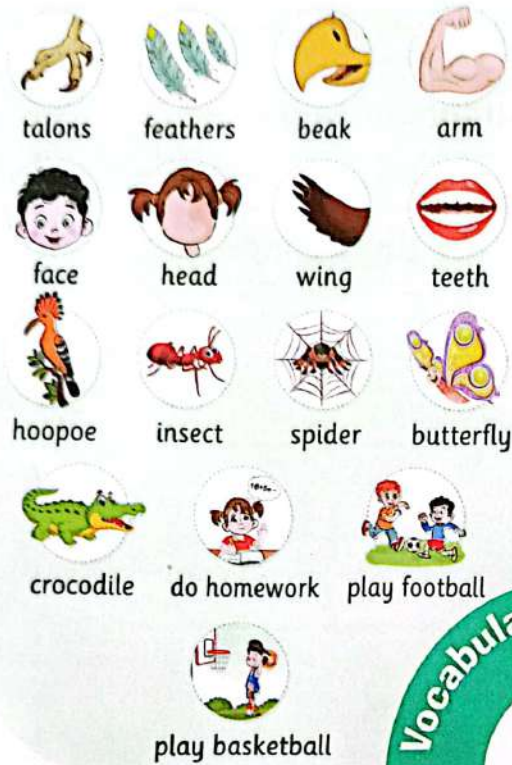 talons feathers beak arm
face head wing teeth
hoopoe insect spider butterfly
crocodile do homework play football
play basketball